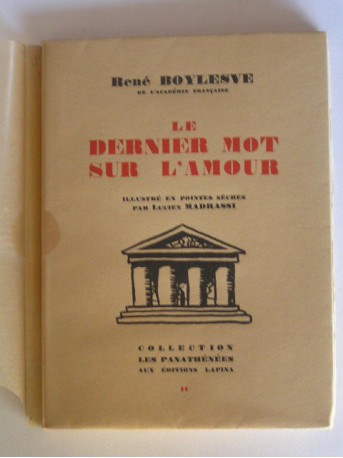 René BOYLESVE
DE L'ACADÉMIE FRANÇAISE
LE
DERNIER MOT
SUR L'AMOUR
ILLUSTRÉ EN POINTES SÈCHES
PAR LUCIEN MADRASSI
COLLECTION
LES PANATHÉNÉES
AUX ÉDITIONS LAPINA